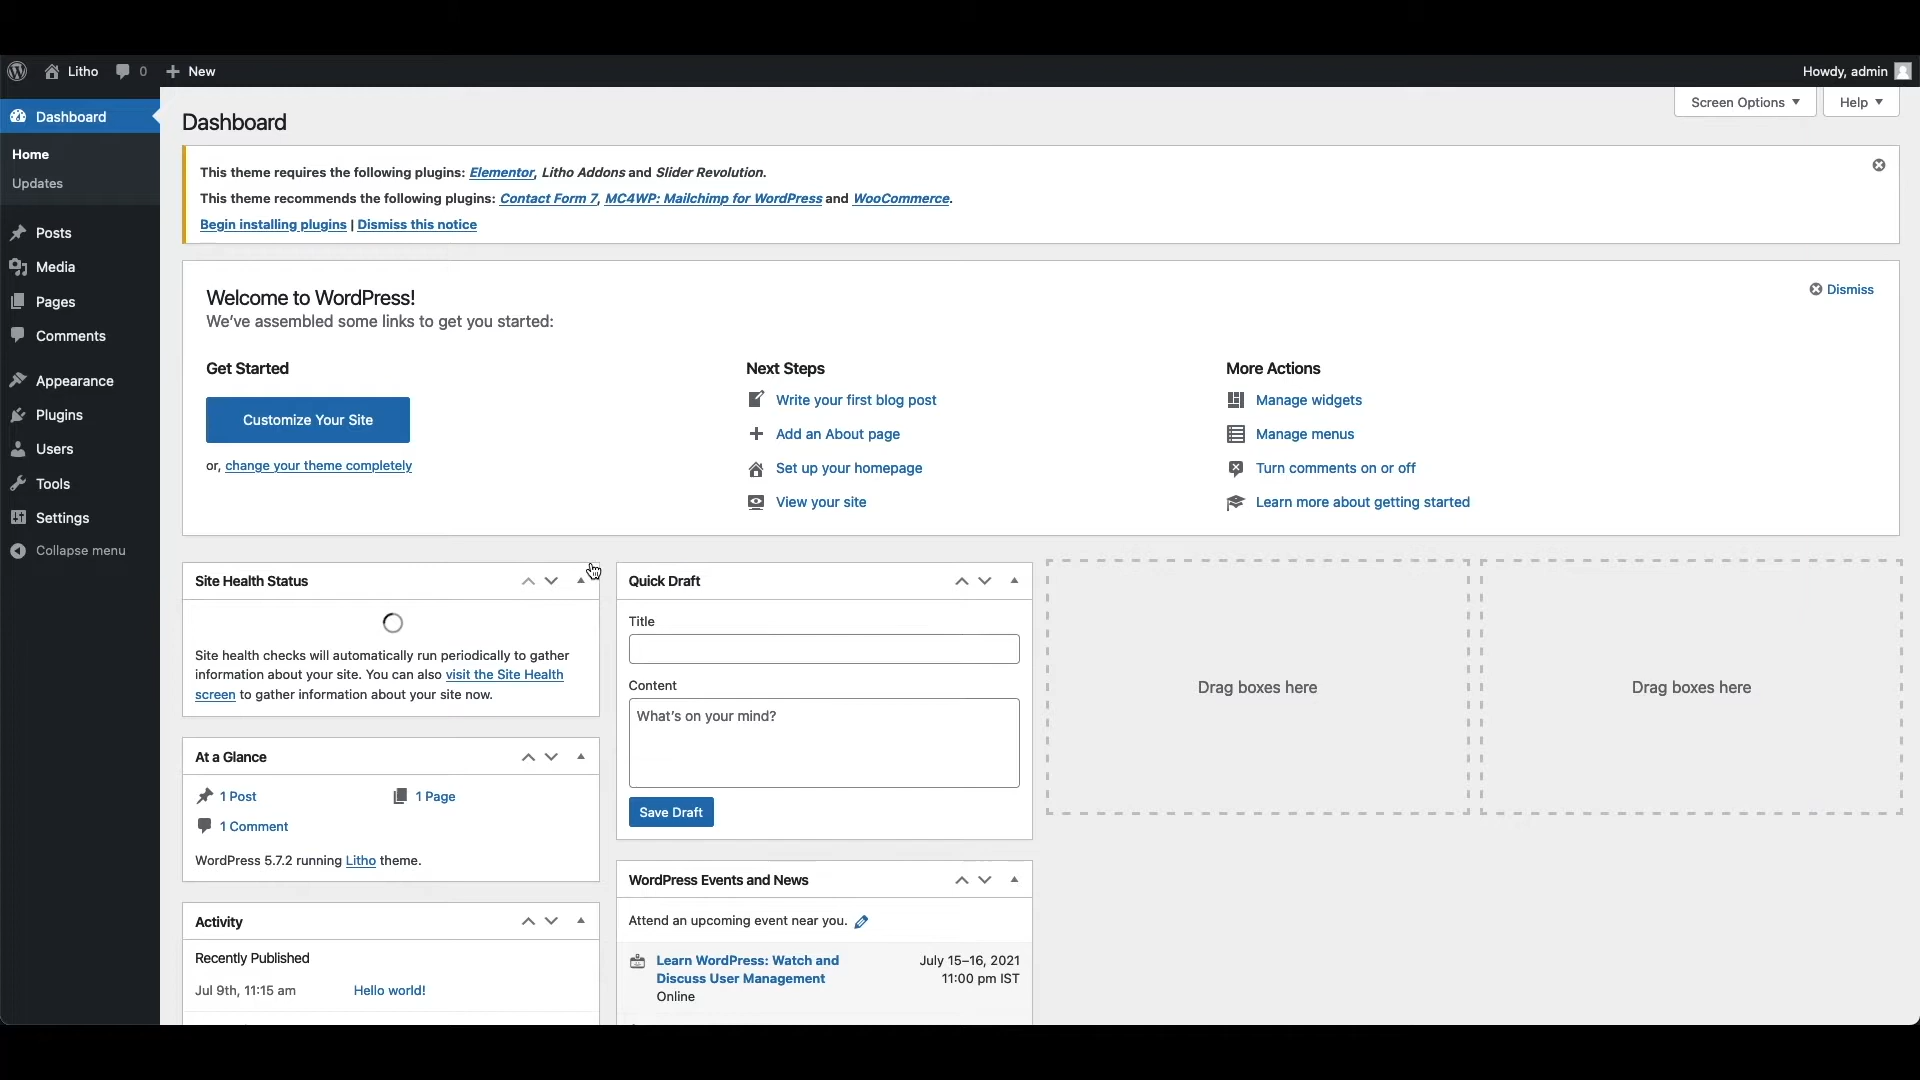 Litho 0 New
Howdy, admin
Dashboard
Home
Updates
Posts
Media
Pages
Comments
Appearance
Plugins
Users
Tools
Settings
Collapse menu
Screen Options
Help
Dashboard
This theme requires the following plugins: Elementor, Litho Addons and Slider Revolution.
This theme recommends the following plugins: Contact Form 7, MC4WP: Mailchimp for WordPress and WooCommerce.
Begin installing plugins | Dismiss this notice
Welcome to WordPress!
We've assembled some links to get you started:
Dismiss
Get Started
Customize Your Site
or, change your theme completely
Next Steps
Write your first blog post
Add an About page
Set up your homepage
View your site
More Actions
Manage widgets
Manage menus
Turn comments on or off
Learn more about getting started
Site Health Status
Site health checks will automatically run periodically to gather
information about your site. You can also visit the Site Health
screen to gather information about your site now.
At a Glance
1 Post
1 Page
1 Comment
WordPress 5.7.2 running Litho theme.
Activity
Recently Published
Jul 9th, 11:15 am Hello world!
Quick Draft
Title
Content
What's on your mind?
Save Draft
WordPress Events and News
Attend an upcoming event near you.
Learn WordPress: Watch and
Discuss User Management
Online
July 15–16, 2021
11:00 pm IST
Drag boxes here
Drag boxes here